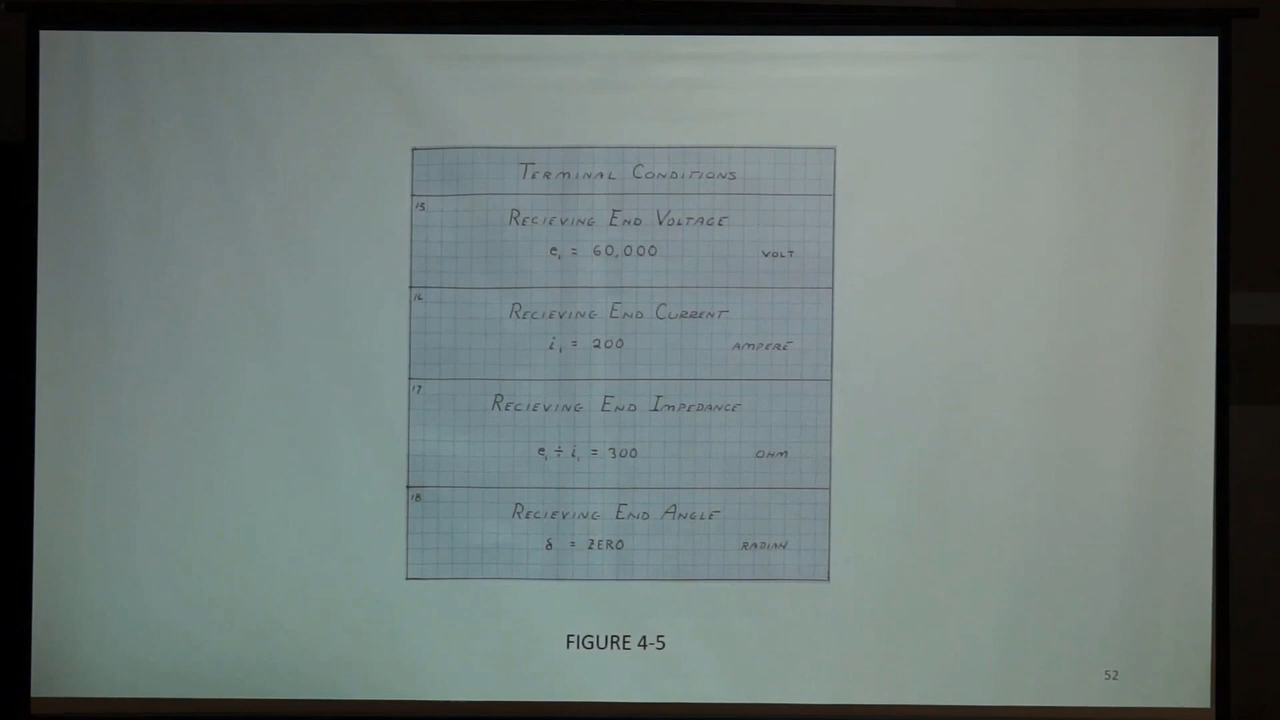 TERMINAL CONDITIONS
15
RECIEVING END VOLTAGE
e₁ = 60,000 VOLT
16
RECIEVING END CURRENT
i₁ = 200 AMPERE
17
RECIEVING END IMPEDANCE
e₁ ÷ i₁ = 300 OHM
18
RECIEVING END ANGLE
δ = ZERO RADIAN
FIGURE 4-5
52